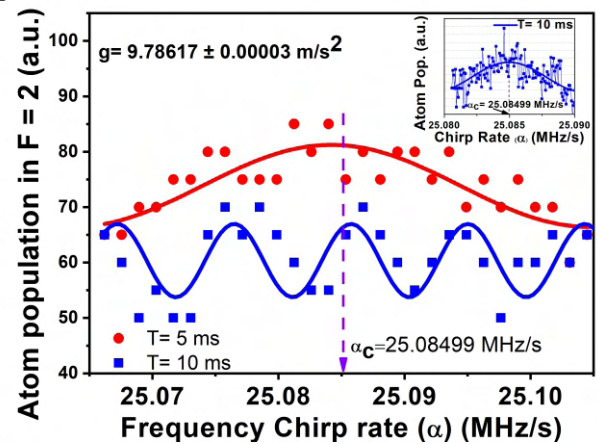 g= 9.78617 ± 0.00003 m/s²
Atom population in F = 2 (a.u.)
100
90
80
70
60
50
40
25.07
25.08
25.09
25.10
Frequency Chirp rate (α) (MHz/s)
T= 5 ms
T= 10 ms
αC=25.08499 MHz/s
T= 10 ms
Atom Pop. (a.u.)
αC= 25.08499 MHz/s
25.080
25.085
25.090
Chirp Rate (α) (MHz/s)